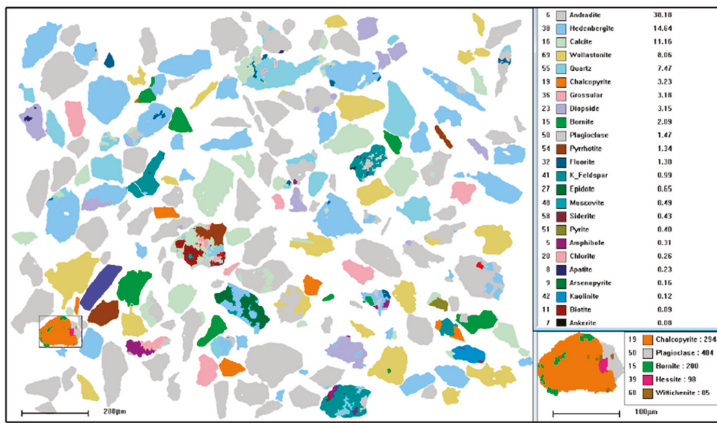 6 Andradite 30.18
38 Hedenbergite 14.64
16 Calcite 11.16
69 Wollastonite 8.06
55 Quartz 7.47
19 Chalcopyrite 3.23
36 Grossular 3.18
23 Diopside 3.15
15 Bornite 2.09
50 Plagioclase 1.47
54 Pyrrhotite 1.34
32 Fluorite 1.30
41 K_Feldspar 0.99
27 Epidote 0.65
48 Muscovite 0.49
58 Siderite 0.43
51 Pyrite 0.40
5 Amphibole 0.31
20 Chlorite 0.26
8 Apatite 0.23
9 Arsenopyrite 0.16
42 Kaolinite 0.12
11 Biotite 0.09
7 Ankerite 0.08
19 Chalcopyrite : 294
50 Plagioclase : 404
15 Bornite : 200
39 Hessite : 98
68 Wittichenite : 85
200µm
100µm